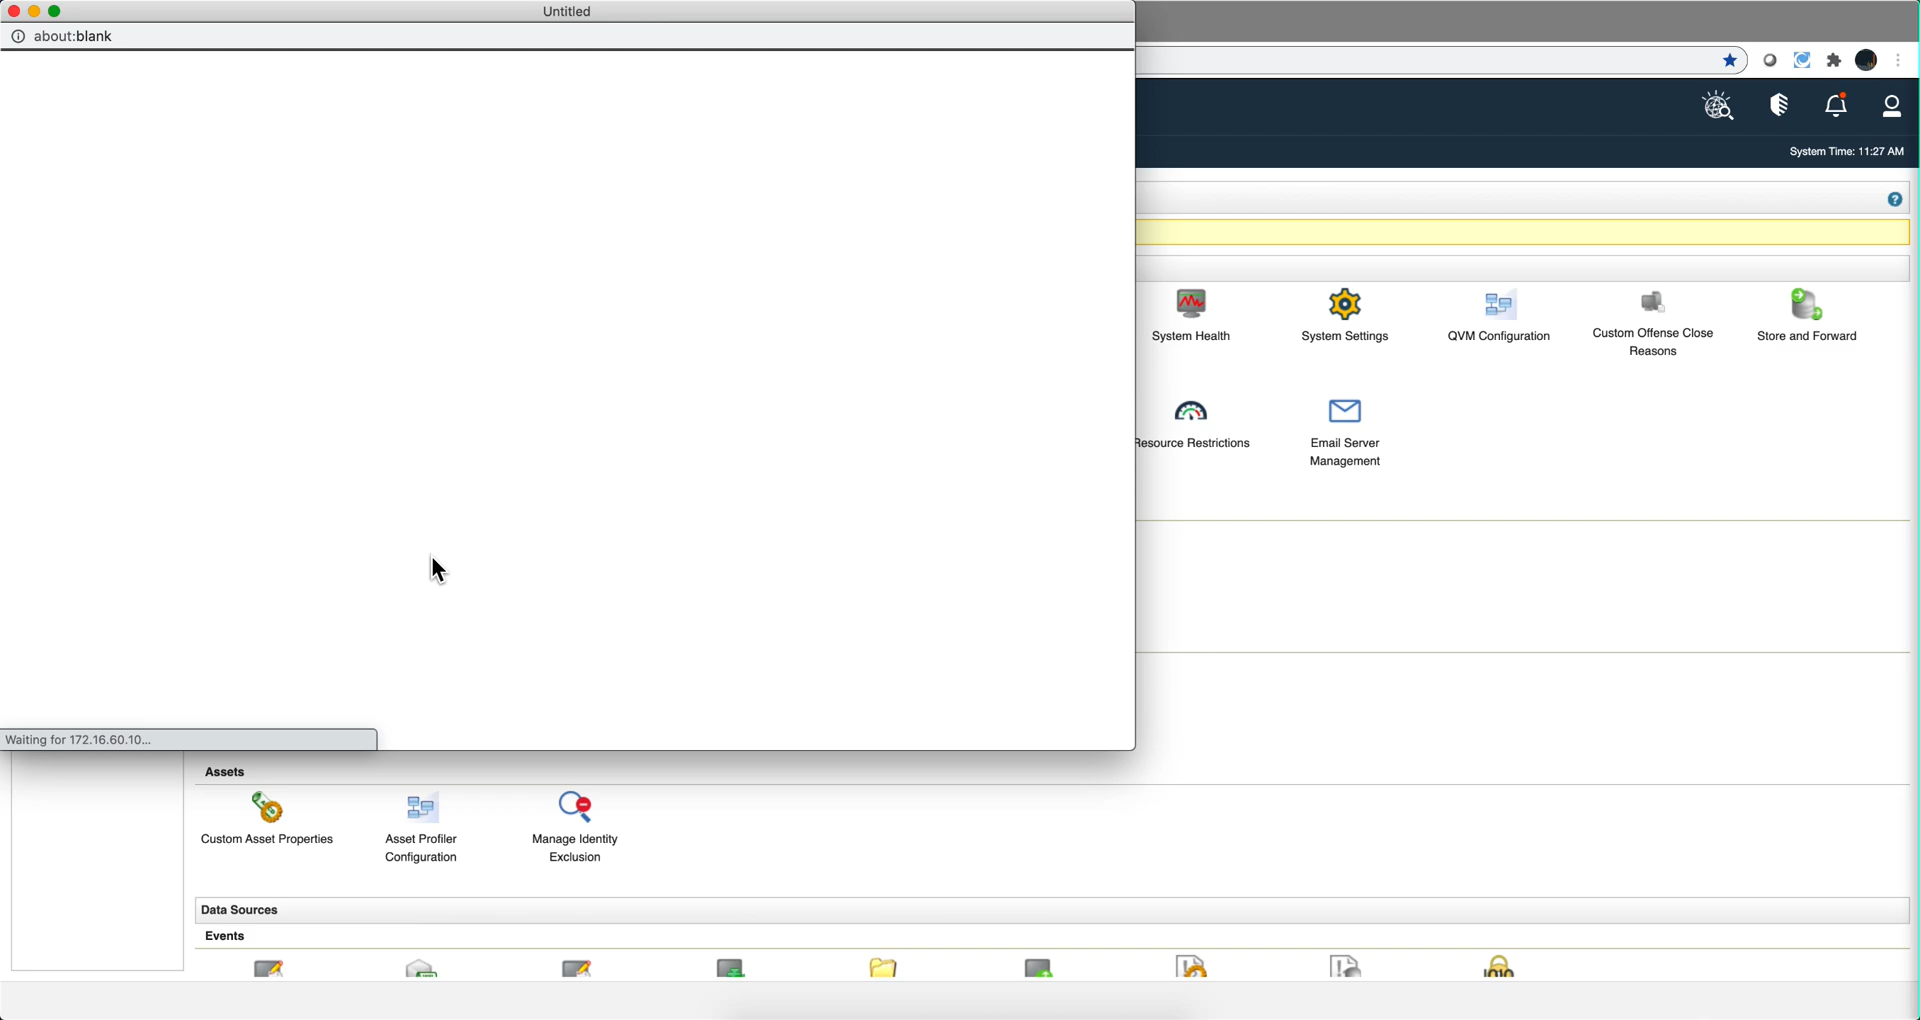 Untitled
about:blank
System Time: 11:27 AM
System Health
System Settings
QVM Configuration
Custom Offense Close
Reasons
Store and Forward
Resource Restrictions
Email Server
Management
Waiting for 172.16.60.10...
Assets
Custom Asset Properties
Asset Profiler
Configuration
Manage Identity
Exclusion
Data Sources
Events